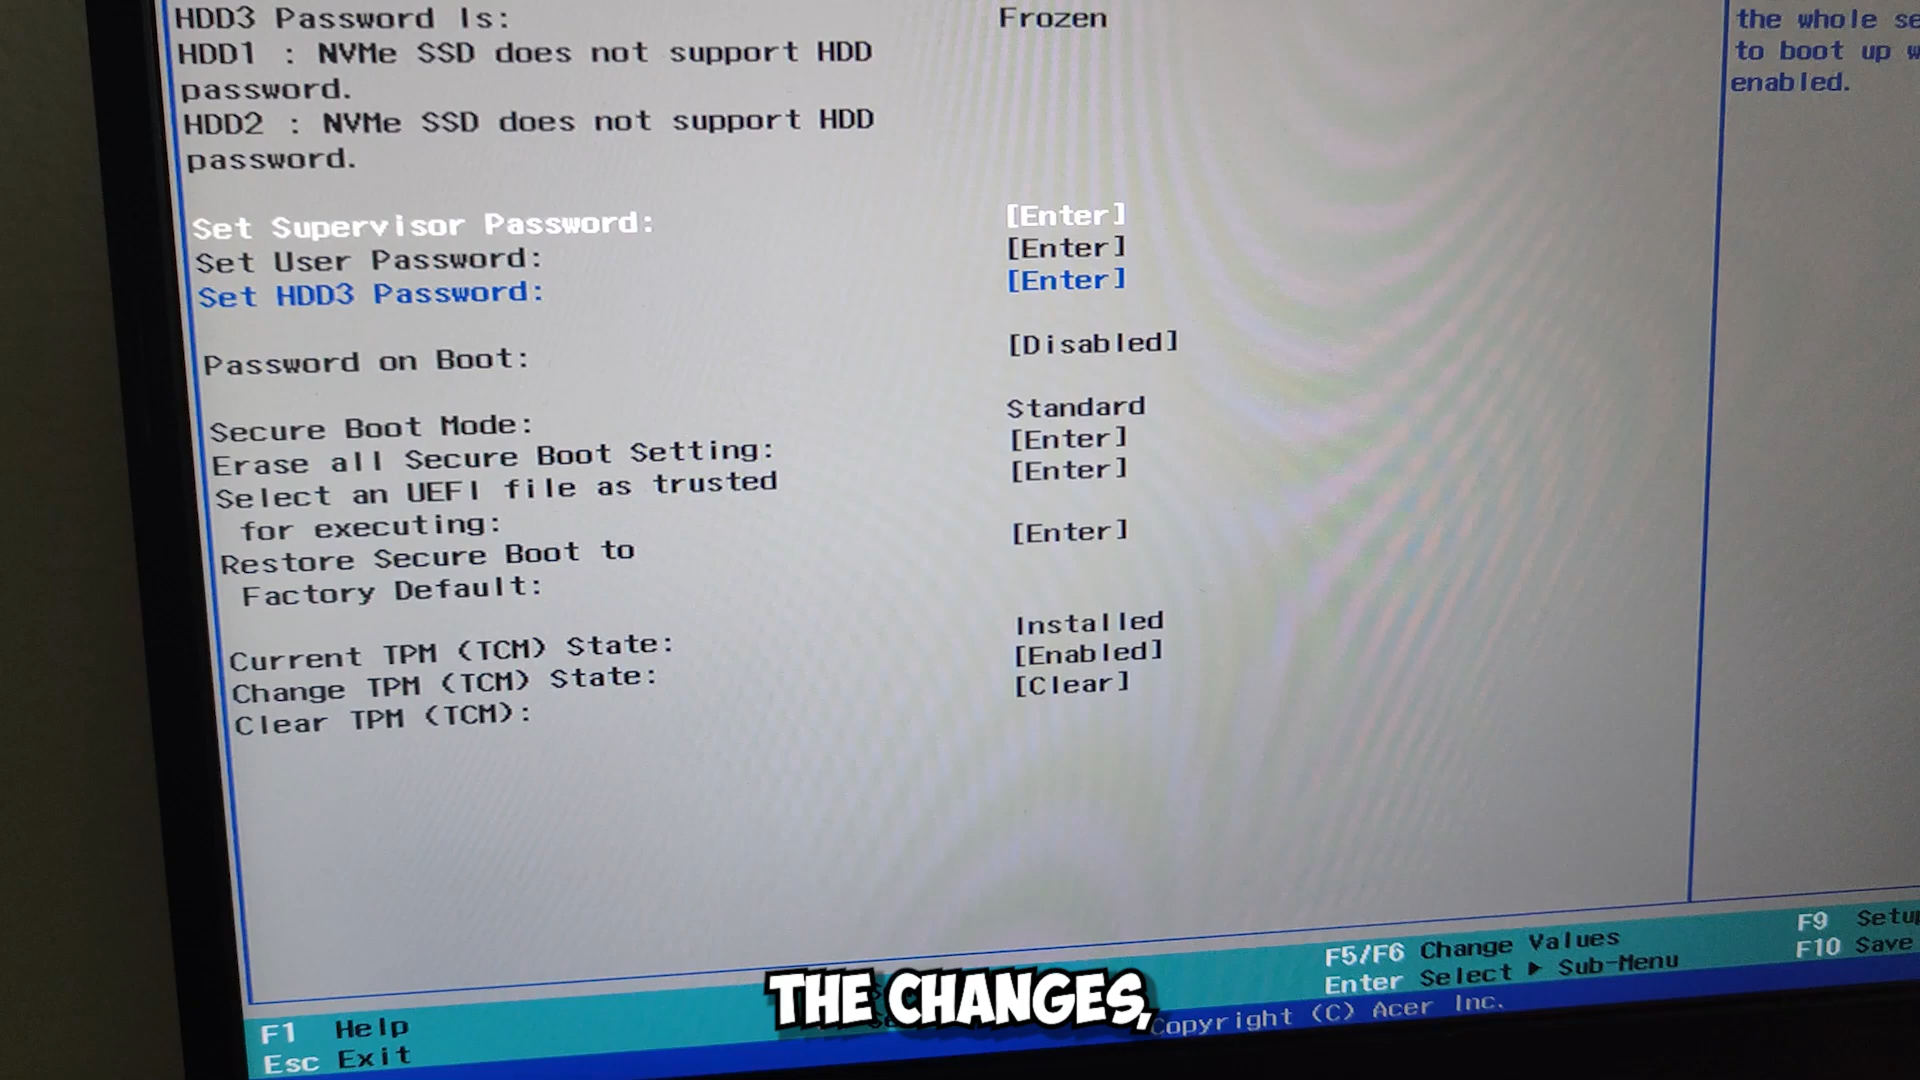 HDD3 Password Is: Frozen
HDD1 : NVMe SSD does not support HDD
password.
HDD2 : NVMe SSD does not support HDD
password.
Set Supervisor Password: [Enter]
Set User Password: [Enter]
Set HDD3 Password: [Enter]
Password on Boot: [Disabled]
Secure Boot Mode: Standard
Erase all Secure Boot Setting: [Enter]
Select an UEFI file as trusted [Enter]
for executing:
Restore Secure Boot to [Enter]
Factory Default:
Current TPM (TCM) State: Installed
Change TPM (TCM) State: [Enabled]
Clear TPM (TCM): [Clear]
the whole se
to boot up w
enabled.
F1 Help
Esc Exit
F5/F6 Change Values
Enter Select ▶ Sub-Menu
F9 Setu
F10 Save
Copyright (C) Acer Inc.
THE CHANGES,